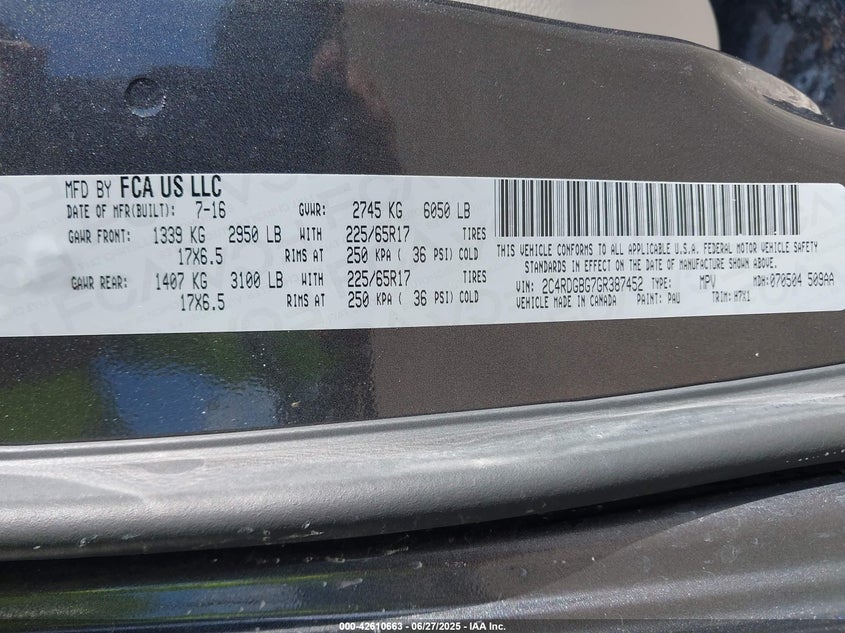 MFD BY FCA US LLC
DATE OF MFR(BUILT): 7-16 GVWR: 2745 KG 6050 LB
GAWR FRONT: 1339 KG 2950 LB WITH 225/65R17 TIRES
17X6.5 RIMS AT 250 KPA ( 36 PSI) COLD
GAWR REAR: 1407 KG 3100 LB WITH 225/65R17 TIRES
17X6.5 RIMS AT 250 KPA ( 36 PSI) COLD
THIS VEHICLE CONFORMS TO ALL APPLICABLE U.S.A. FEDERAL MOTOR VEHICLE SAFETY
STANDARDS IN EFFECT ON THE DATE OF MANUFACTURE SHOWN ABOVE.
VIN: 2C4RDGBG7GR387452 TYPE: MPV MDH: 070504 509AA
VEHICLE MADE IN CANADA PAINT: PAU TRIM: H7X1
000-42610663 — 06/27/2025 — IAA Inc.